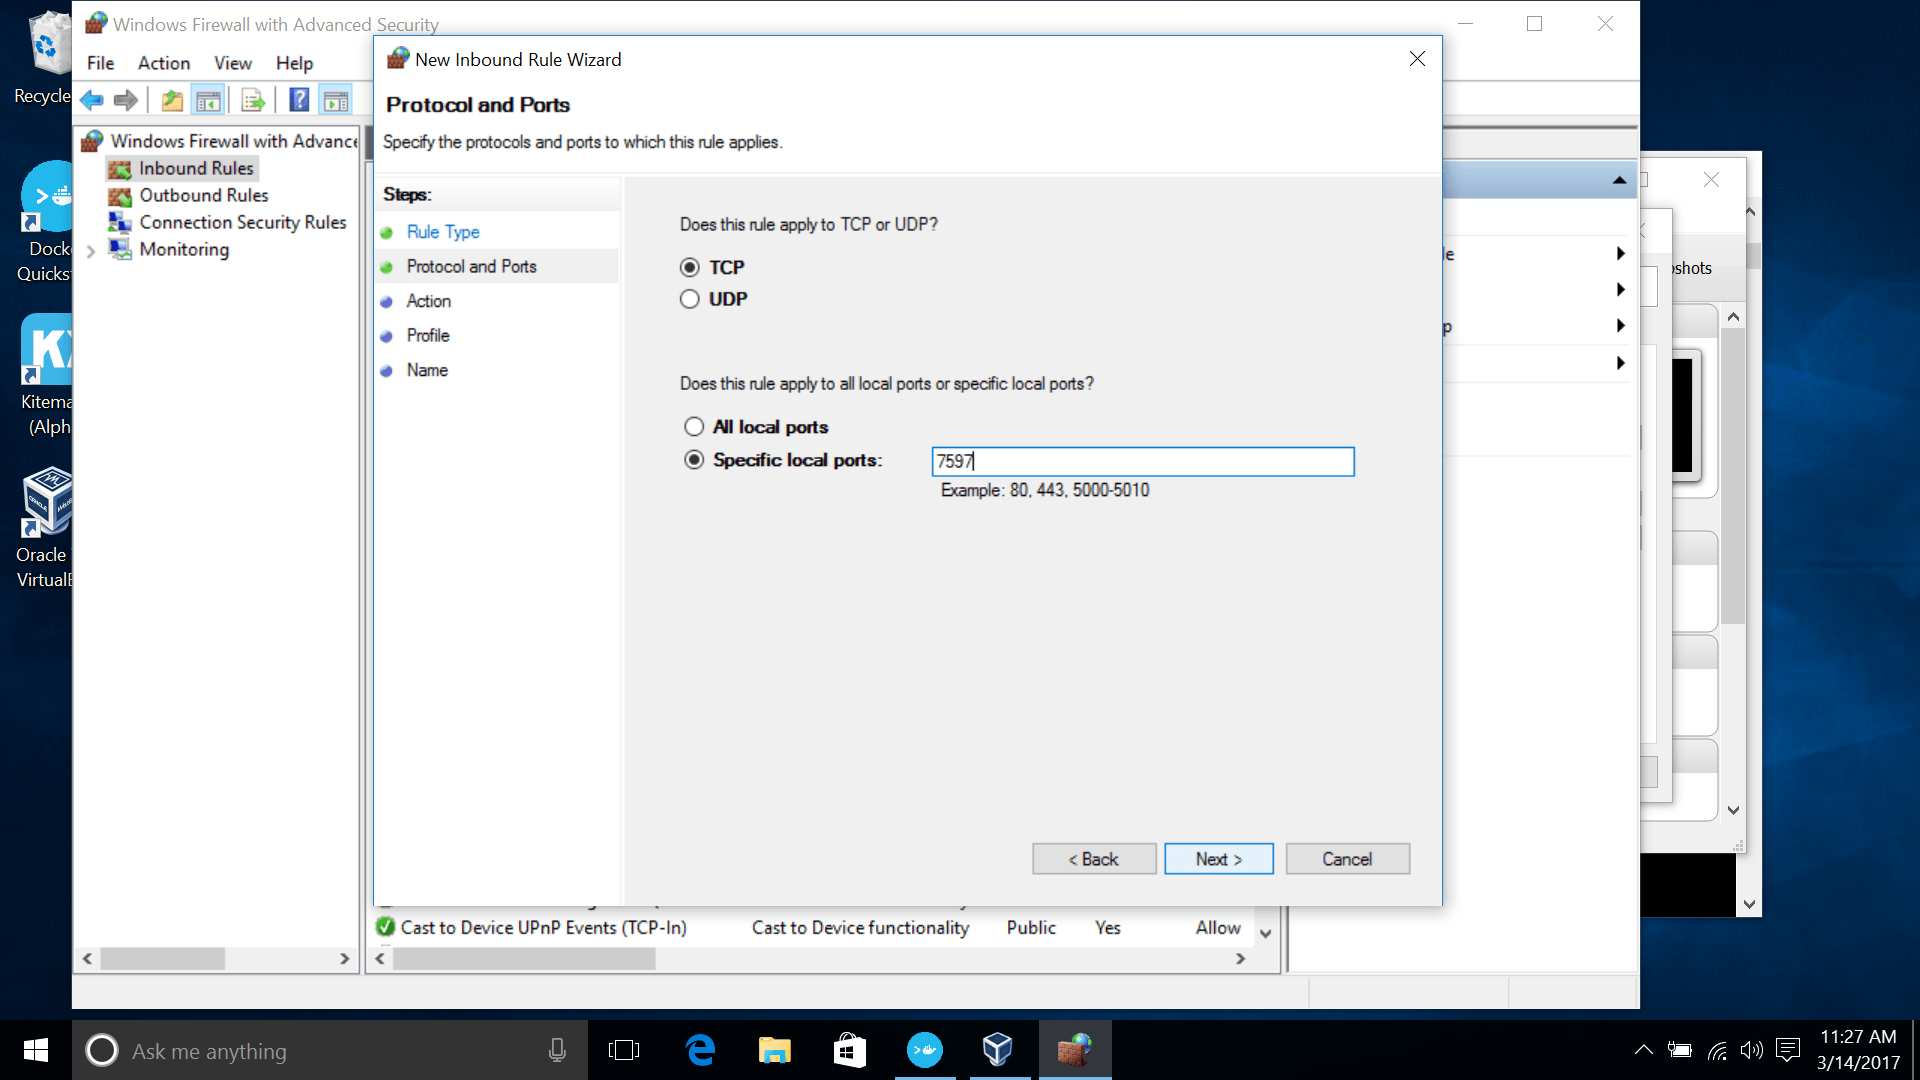 Windows Firewall with Advanced Security
File Action View Help
New Inbound Rule Wizard
Protocol and Ports
Specify the protocols and ports to which this rule applies.
Steps:
Rule Type
Protocol and Ports
Action
Profile
Name
Does this rule apply to TCP or UDP?
TCP
UDP
Does this rule apply to all local ports or specific local ports?
All local ports
Specific local ports: 7597
Example: 80, 443, 5000-5010
< Back Next > Cancel
Windows Firewall with Advance
Inbound Rules
Outbound Rules
Connection Security Rules
Monitoring
Cast to Device UPnP Events (TCP-In) Cast to Device functionality Public Yes Allow
le
p
pshots
Recycle
Docke
Quickst
Kitema
(Alph
Oracle
VirtualB
Ask me anything
11:27 AM
3/14/2017